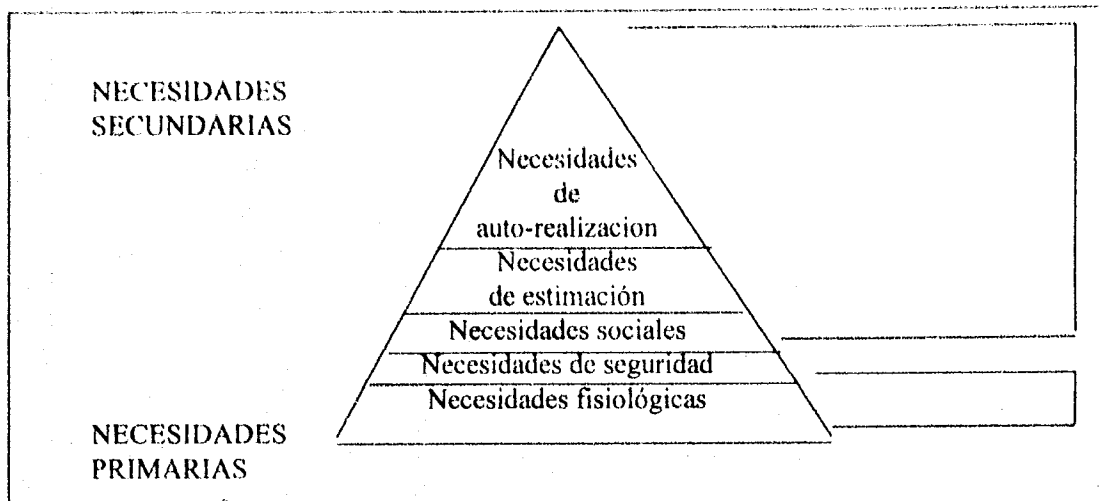 NECESIDADES
SECUNDARIAS
Necesidades
de
auto-realizacion
Necesidades
de estimación
Necesidades sociales
Necesidades de seguridad
Necesidades fisiológicas
NECESIDADES
PRIMARIAS